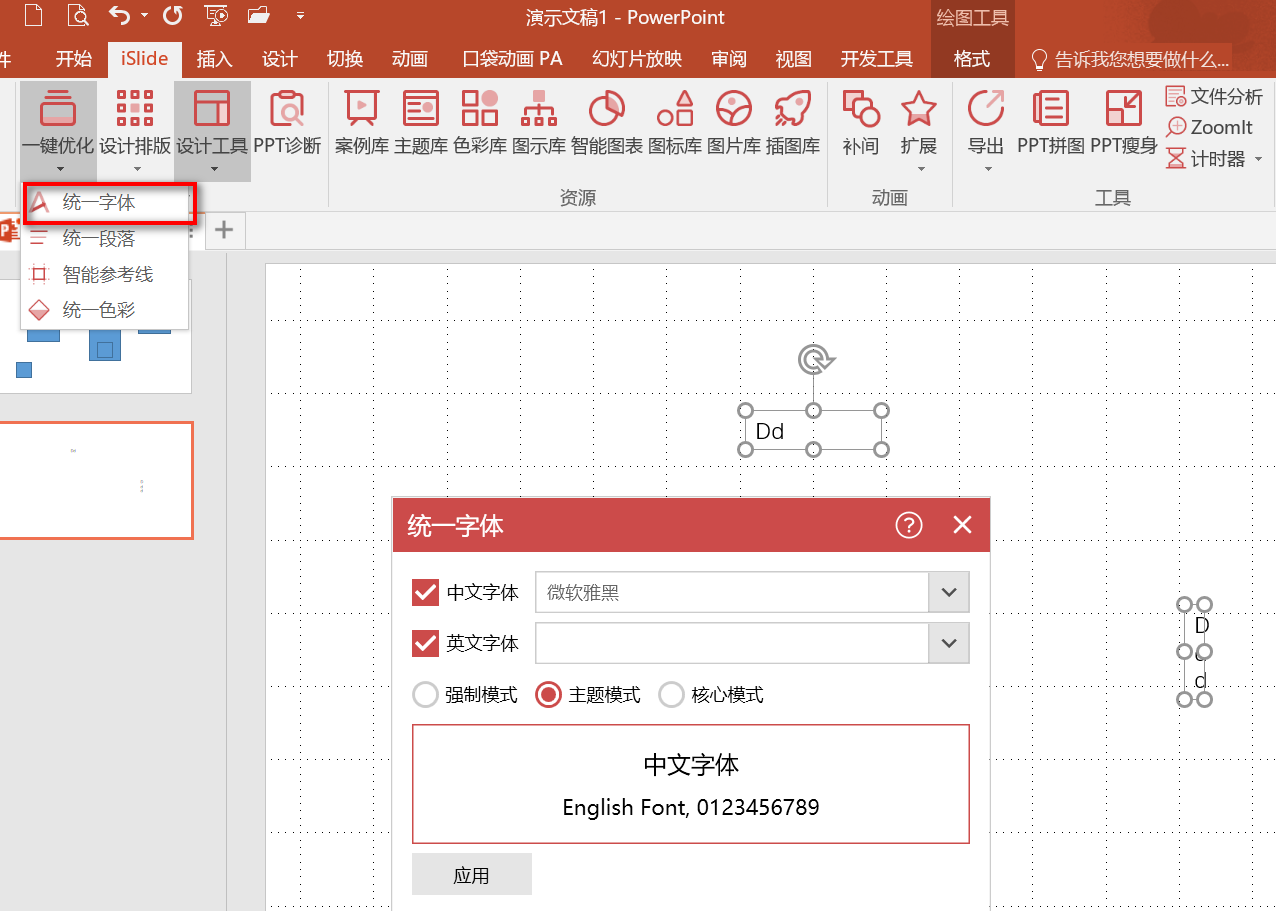 演示文稿1 - PowerPoint
绘图工具
件 开始 iSlide 插入 设计 切换 动画 口袋动画 PA 幻灯片放映 审阅 视图 开发工具 格式 告诉我您想要做什么...
一键优化 设计排版 设计工具 PPT诊断 案例库 主题库 色彩库 图示库 智能图表 图标库 图片库 插图库 补间 扩展 导出 PPT拼图 PPT瘦身
文件分析
ZoomIt
计时器
资源 动画 工具
统一字体
统一段落
智能参考线
统一色彩
Dd
D
d
统一字体
中文字体 微软雅黑
英文字体
强制模式 主题模式 核心模式
中文字体
English Font, 0123456789
应用